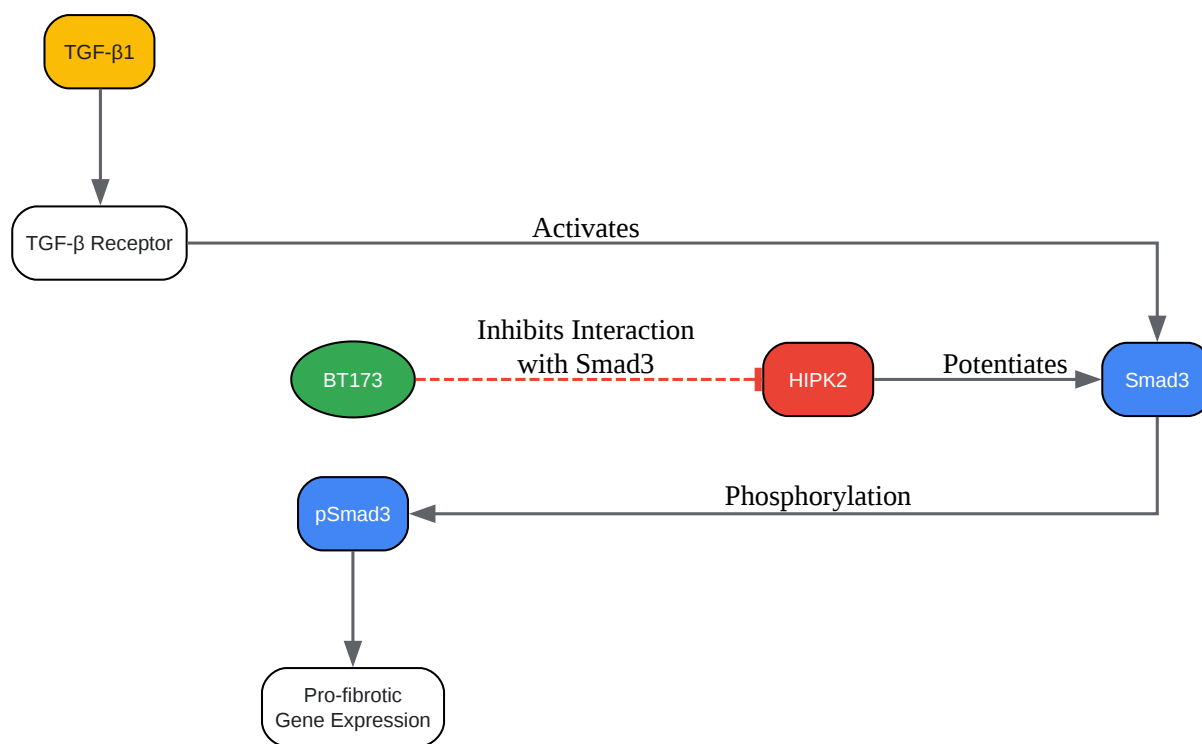 TGF-β1
TGF-β Receptor
Activates
Inhibits Interaction
with Smad3
BT173
HIPK2
Potentiates
Smad3
Phosphorylation
pSmad3
Pro-fibrotic
Gene Expression